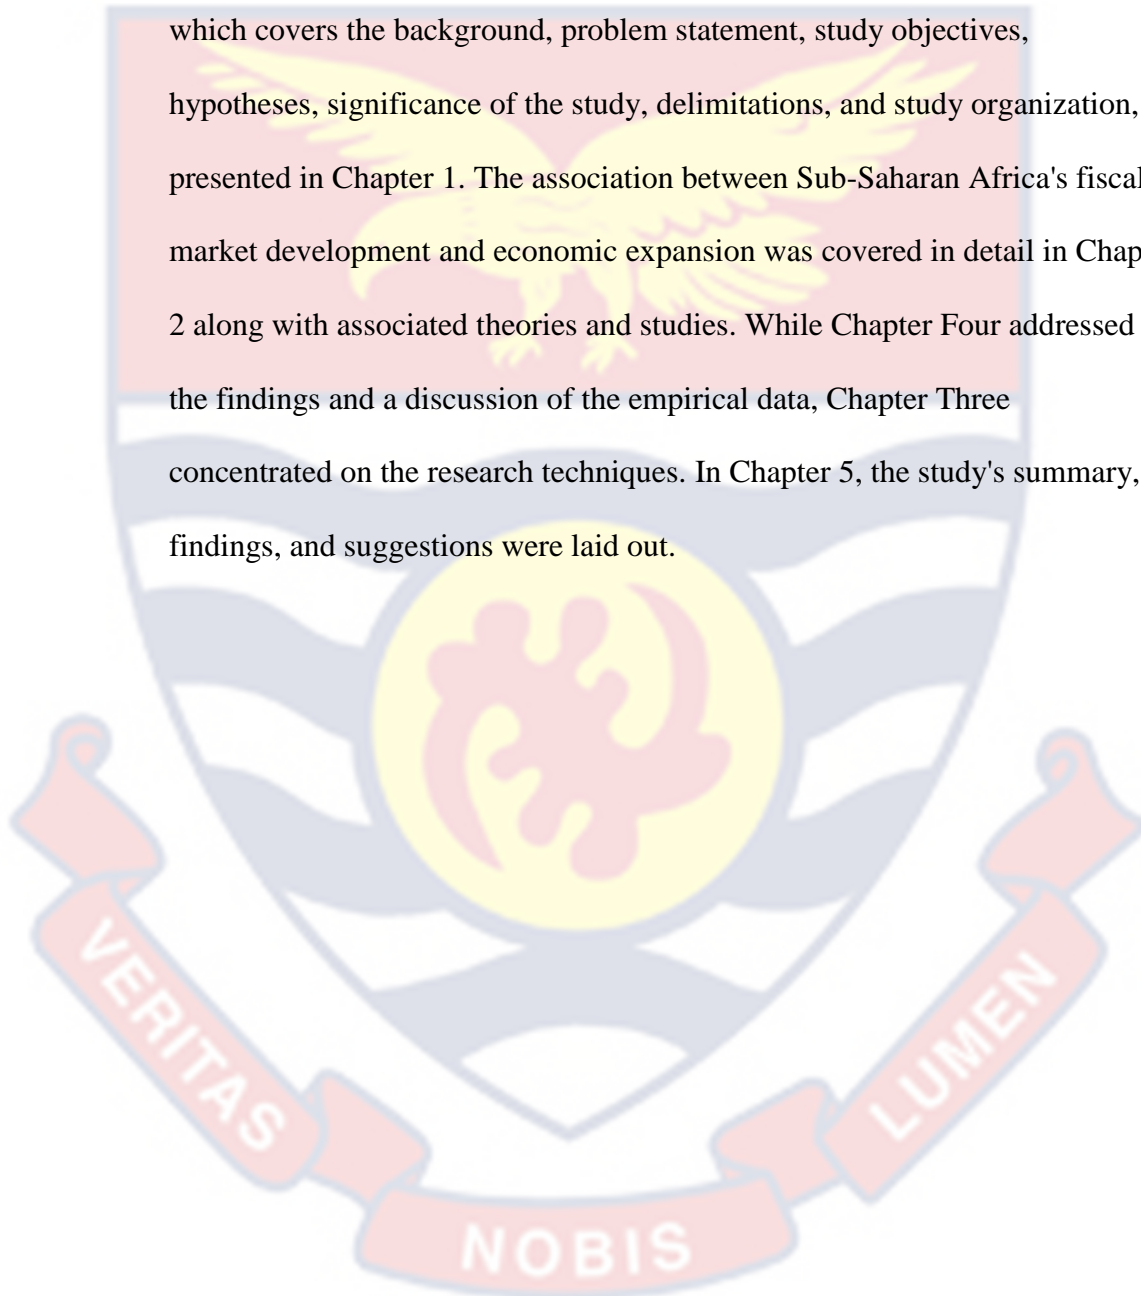 which covers the background, problem statement, study objectives,
hypotheses, significance of the study, delimitations, and study organization,
presented in Chapter 1. The association between Sub-Saharan Africa's fiscal
market development and economic expansion was covered in detail in Chap
2 along with associated theories and studies. While Chapter Four addressed
the findings and a discussion of the empirical data, Chapter Three
concentrated on the research techniques. In Chapter 5, the study's summary,
findings, and suggestions were laid out.
VERITAS
NOBIS
LUMEN